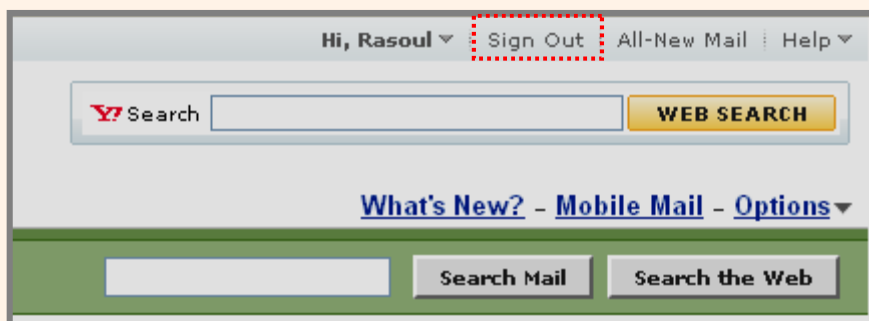 Hi, Rasoul Sign Out All-New Mail Help
Y! Search WEB SEARCH
What's New? - Mobile Mail - Options
Search Mail Search the Web